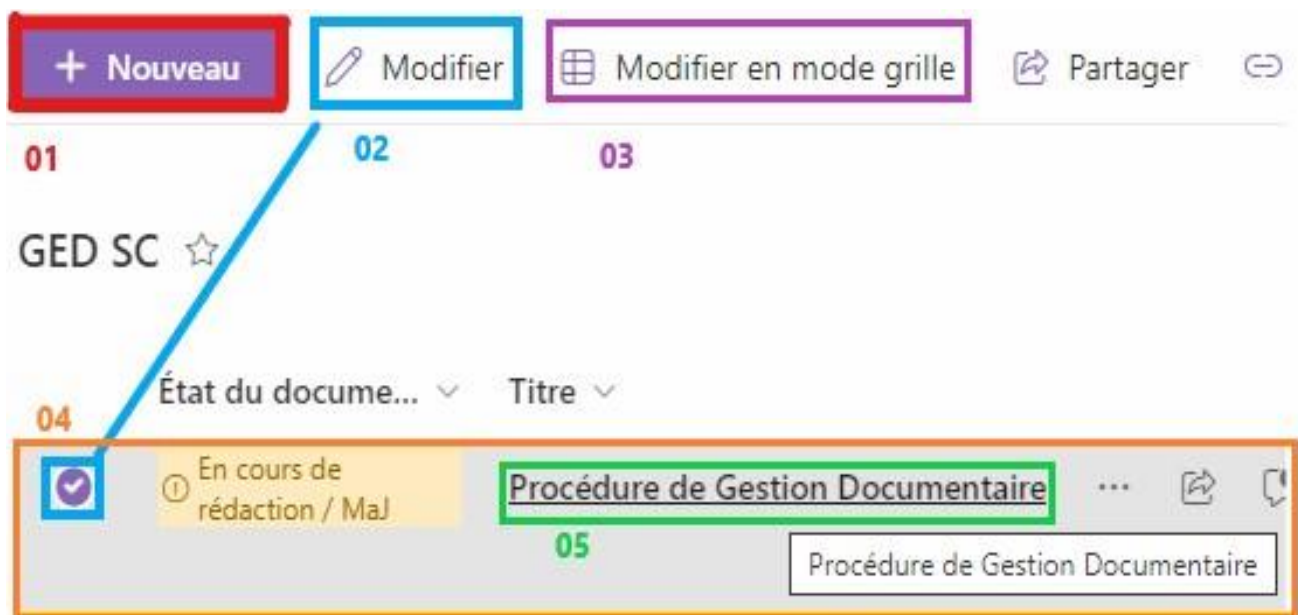 + Nouveau Modifier Modifier en mode grille Partager
01 02 03
GED SC
État du docume... Titre
04
En cours de
rédaction / MaJ
Procédure de Gestion Documentaire ...
05
Procédure de Gestion Documentaire